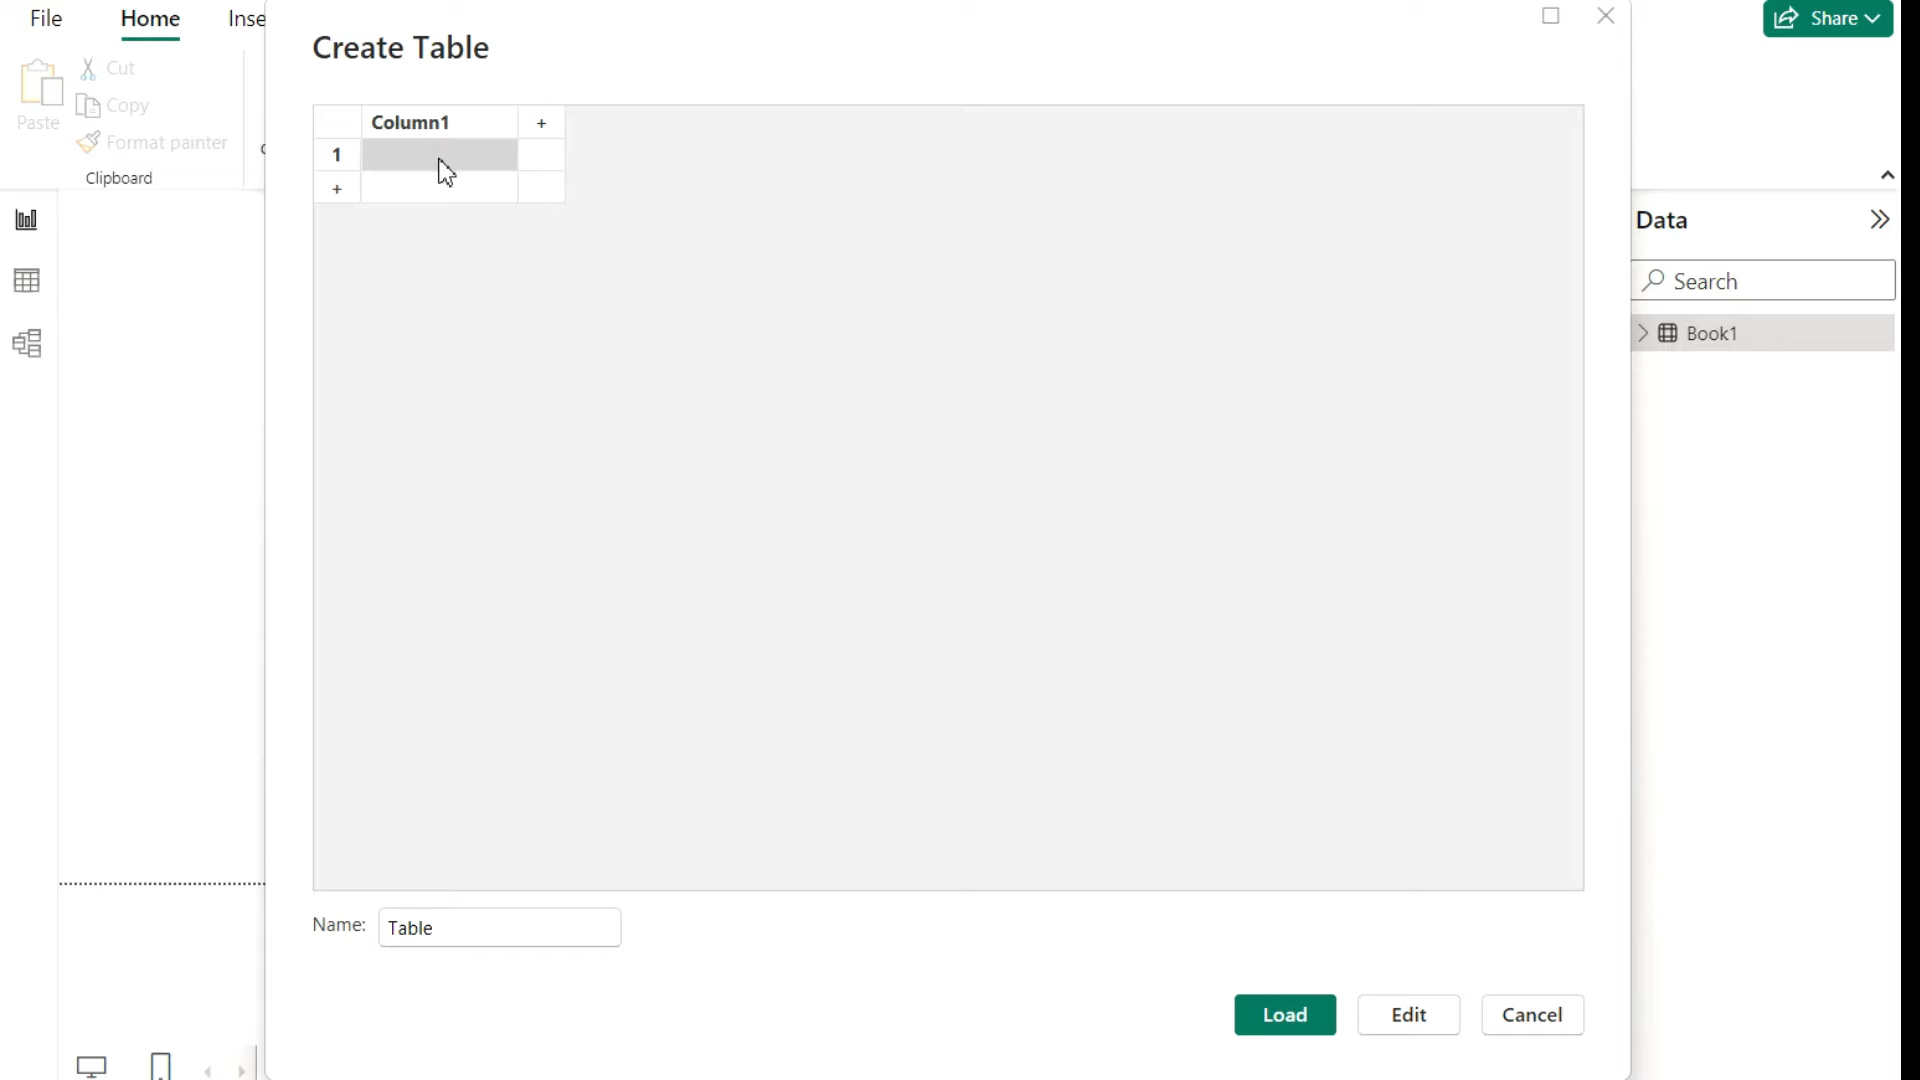 File Home Inse
Share
Create Table
Cut
Copy
Paste
Format painter
Clipboard
Column1 +
1
+
Data
Search
Book1
Name: Table
Load Edit Cancel